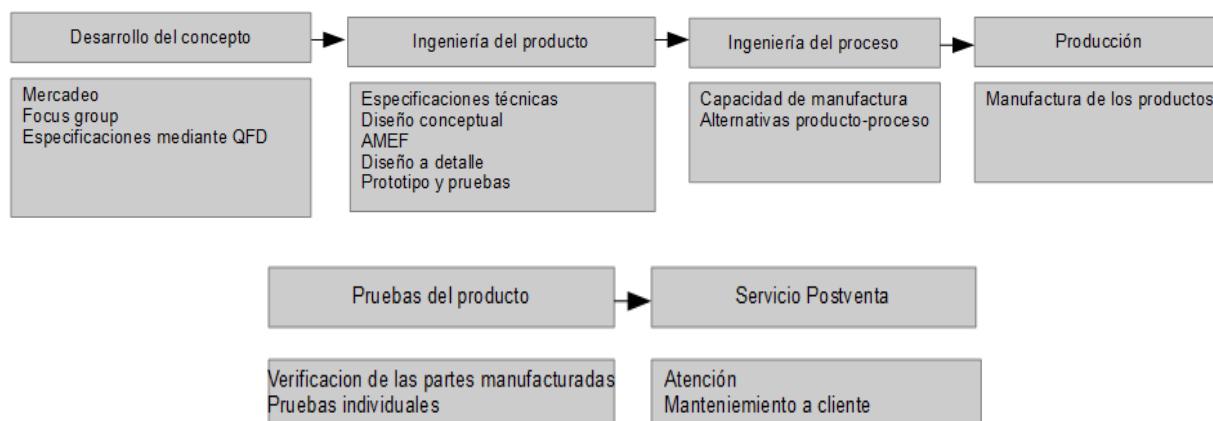 Desarrollo del concepto
Ingeniería del producto
Ingeniería del proceso
Producción
Mercadeo
Focus group
Especificaciones mediante QFD
Especificaciones técnicas
Diseño conceptual
AMEF
Diseño a detalle
Prototipo y pruebas
Capacidad de manufactura
Alternativas producto-proceso
Manufactura de los productos
Pruebas del producto
Servicio Postventa
Verificacion de las partes manufacturadas
Pruebas individuales
Atención
Manteniemiento a cliente